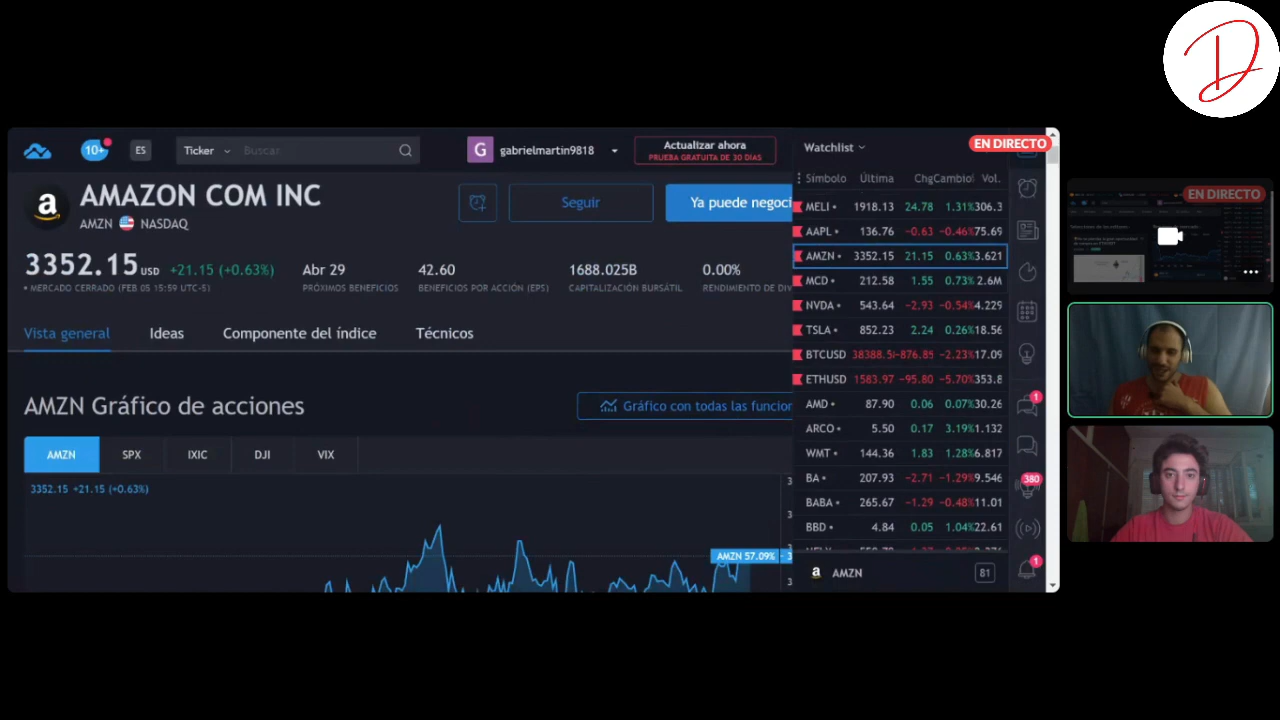 D
10+
ES
Ticker
Buscar
G
gabrielmartin9818
Actualizar ahora
PRUEBA GRATUITA DE 30 DÍAS
EN DIRECTO
a
AMAZON COM INC
AMZN NASDAQ
Seguir
Ya puede negoci
3352.15 USD +21.15 (+0.63%)
• MERCADO CERRADO (FEB 05 15:59 UTC-5)
Abr 29
PRÓXIMOS BENEFICIOS
42.60
BENEFICIOS POR ACCIÓN (EPS)
1688.025B
CAPITALIZACIÓN BURSÁTIL
0.00%
RENDIMIENTO DE DIV
Vista general
Ideas
Componente del índice
Técnicos
AMZN Gráfico de acciones
Gráfico con todas las funcion
AMZN
SPX
IXIC
DJI
VIX
3352.15 +21.15 (+0.63%)
AMZN 57.09%
Watchlist
Símbolo Última Chg Cambio Vol.
MELI 1918.13 24.78 1.31% 306.3
AAPL 136.76 −0.63 −0.46% 75.69
AMZN 3352.15 21.15 0.63% 3.621
MCD 212.58 1.55 0.73% 2.6M
NVDA 543.64 −2.93 −0.54% 4.229
TSLA 852.23 2.24 0.26% 18.56
BTCUSD 38388.5 −876.89 −2.23% 17.09
ETHUSD 1583.97 −95.80 −5.70% 353.8
AMD 87.90 0.06 0.07% 30.26
ARCO 5.50 0.17 3.19% 1.132
WMT 144.36 1.83 1.28% 6.817
BA 207.93 −2.71 −1.29% 9.546
BABA 265.67 −1.29 −0.48% 11.01
BBD 4.84 0.05 1.04% 22.61
a AMZN
81
1
380
1
EN DIRECTO